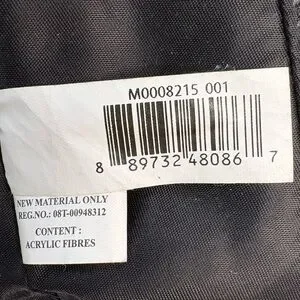 M0008215 001
8 89732 48086 7
NEW MATERIAL ONLY
REG.NO.: 08T-00948312
CONTENT :
ACRYLIC FIBRES